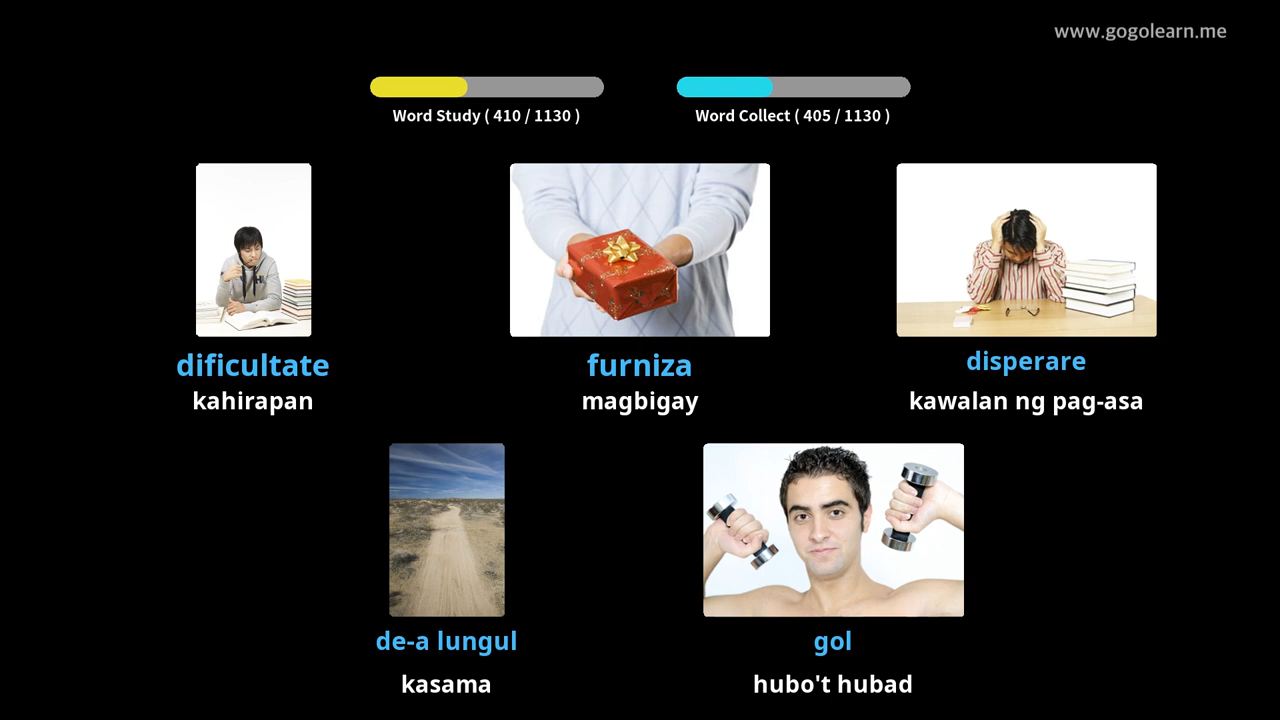 www.gogolearn.me
Word Study ( 410 / 1130 )
Word Collect ( 405 / 1130 )
dificultate
kahirapan
furniza
magbigay
disperare
kawalan ng pag-asa
de-a lungul
kasama
gol
hubo't hubad